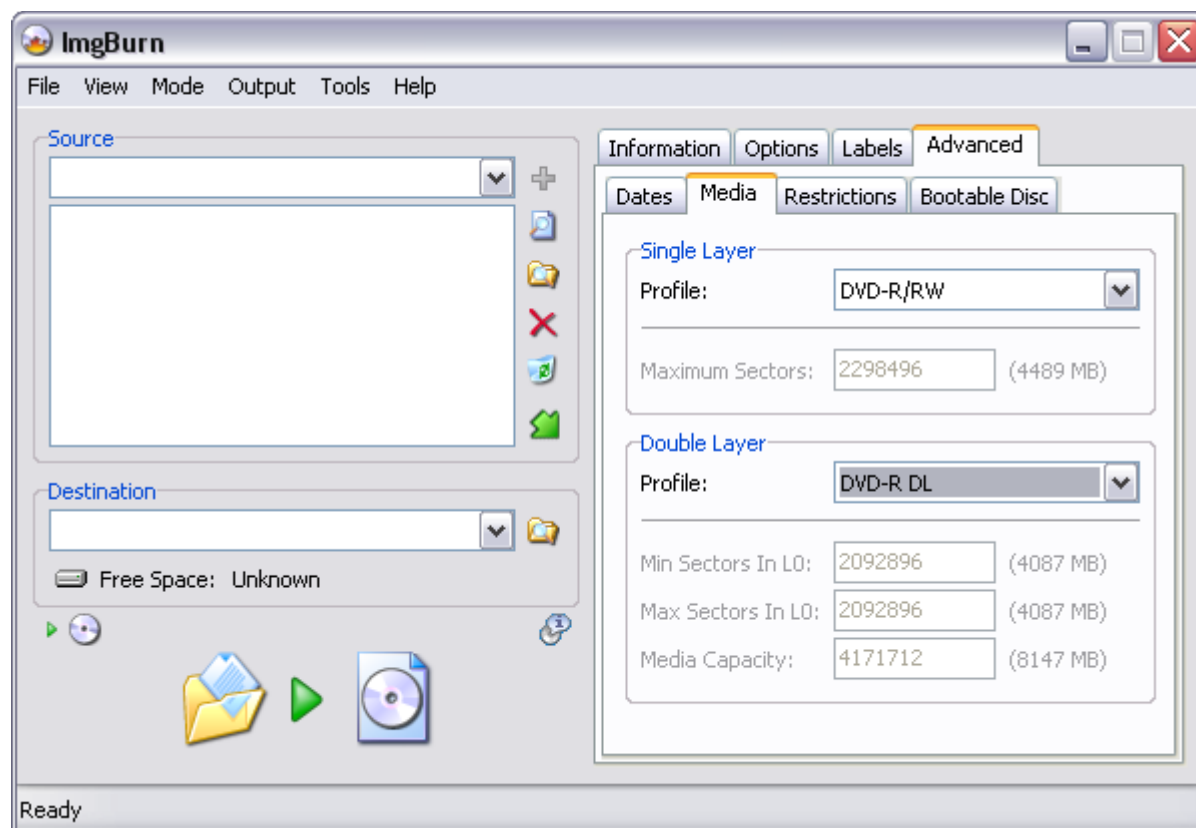 ImgBurn
File View Mode Output Tools Help
Source
Destination
Free Space: Unknown
Information Options Labels Advanced
Dates Media Restrictions Bootable Disc
Single Layer
Profile: DVD-R/RW
Maximum Sectors: 2298496 (4489 MB)
Double Layer
Profile: DVD-R DL
Min Sectors In L0: 2092896 (4087 MB)
Max Sectors In L0: 2092896 (4087 MB)
Media Capacity: 4171712 (8147 MB)
Ready